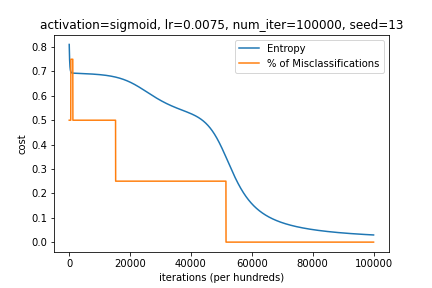 activation=sigmoid, lr=0.0075, num_iter=100000, seed=13
Entropy
% of Misclassifications
0.8
0.7
0.6
0.5
0.4
0.3
0.2
0.1
0.0
cost
0 20000 40000 60000 80000 100000
iterations (per hundreds)